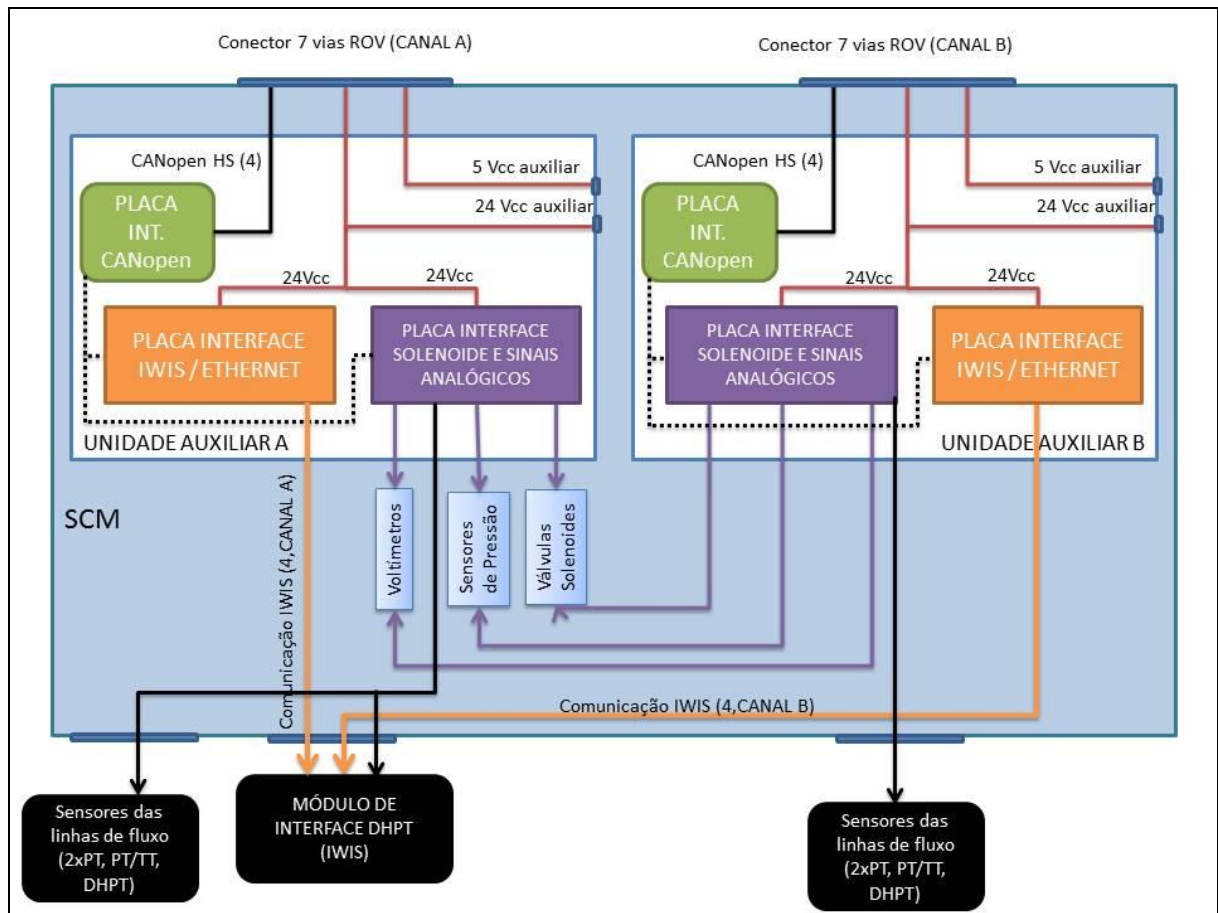 Conector 7 vias ROV (CANAL A)
Conector 7 vias ROV (CANAL B)
CANopen HS (4)
5 Vcc auxiliar
24 Vcc auxiliar
PLACA
INT.
CANopen
24Vcc
24Vcc
PLACA INTERFACE
IWIS / ETHERNET
PLACA INTERFACE
SOLENOIDE E SINAIS
ANALÓGICOS
UNIDADE AUXILIAR A
CANopen HS (4)
5 Vcc auxiliar
24 Vcc auxiliar
PLACA
INT.
CANopen
24Vcc
24Vcc
PLACA INTERFACE
SOLENOIDE E SINAIS
ANALÓGICOS
PLACA INTERFACE
IWIS / ETHERNET
UNIDADE AUXILIAR B
SCM
Comunicação IWIS (4,CANAL A)
Voltímetros
Sensores
de Pressão
Válvulas
Solenoides
Comunicação IWIS (4,CANAL B)
Sensores das
linhas de fluxo
(2xPT, PT/TT,
DHPT)
MÓDULO DE
INTERFACE DHPT
(IWIS)
Sensores das
linhas de fluxo
(2xPT, PT/TT,
DHPT)